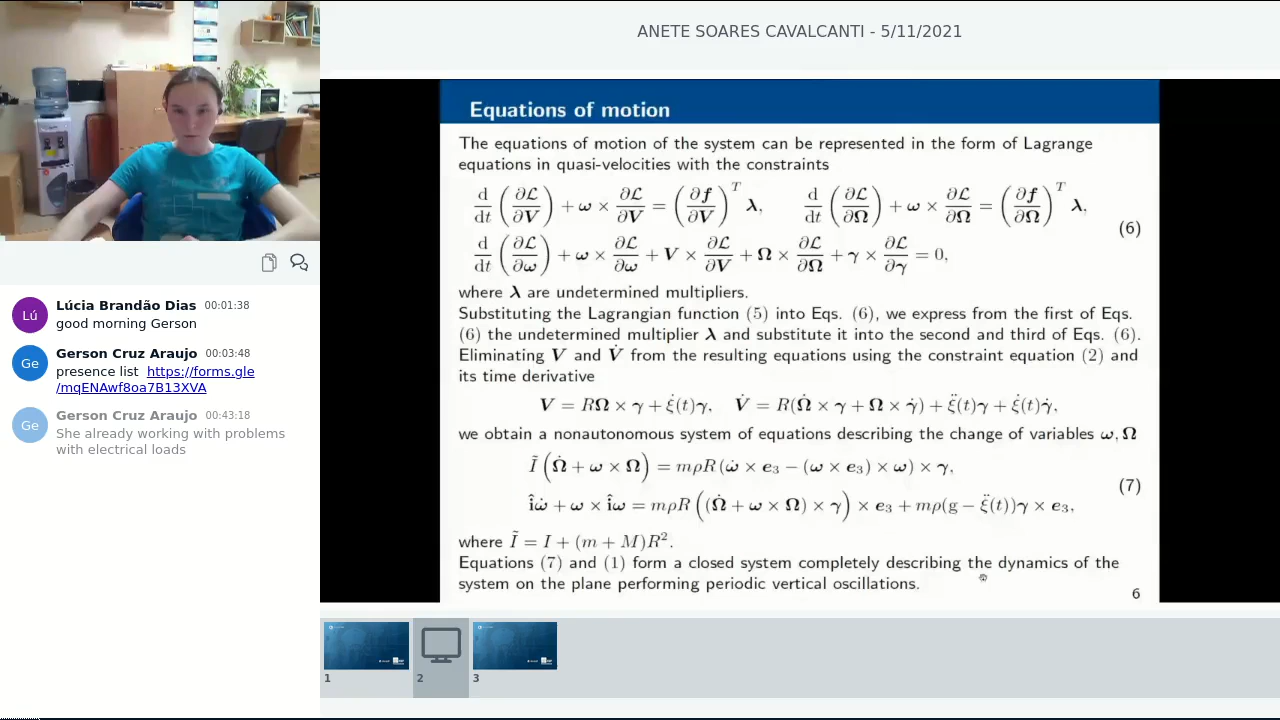 ANETE SOARES CAVALCANTI - 5/11/2021
Lú
Lúcia Brandão Dias 00:01:38
good morning Gerson
Ge
Gerson Cruz Araujo 00:03:48
presence list https://forms.gle
/mqENAwf8oa7B13XVA
Ge
Gerson Cruz Araujo 00:43:18
She already working with problems
with electrical loads
Equations of motion
The equations of motion of the system can be represented in the form of Lagrange
equations in quasi-velocities with the constraints
d/dt (∂ℒ/∂V) + ω × ∂ℒ/∂V = (∂f/∂V)^T λ, d/dt (∂ℒ/∂Ω) + ω × ∂ℒ/∂Ω = (∂f/∂Ω)^T λ,
(6)
d/dt (∂ℒ/∂ω) + ω × ∂ℒ/∂ω + V × ∂ℒ/∂V + Ω × ∂ℒ/∂Ω + γ × ∂ℒ/∂γ = 0,
where λ are undetermined multipliers.
Substituting the Lagrangian function (5) into Eqs. (6), we express from the first of Eqs.
(6) the undetermined multiplier λ and substitute it into the second and third of Eqs. (6).
Eliminating V and V̇ from the resulting equations using the constraint equation (2) and
its time derivative
V = RΩ × γ + ξ̇(t)γ, V̇ = R(Ω̇ × γ + Ω × γ̇) + ξ̈(t)γ + ξ̇(t)γ̇,
we obtain a nonautonomous system of equations describing the change of variables ω, Ω
Ĩ(Ω̇ + ω × Ω) = mρR(ω̇ × e₃ − (ω × e₃) × ω) × γ,
(7)
îω̇ + ω × îω = mρR((Ω̇ + ω × Ω) × γ) × e₃ + mρ(g − ξ̈(t))γ × e₃,
where Ĩ = I + (m + M)R².
Equations (7) and (1) form a closed system completely describing the dynamics of the
system on the plane performing periodic vertical oscillations.
6
1
2
3